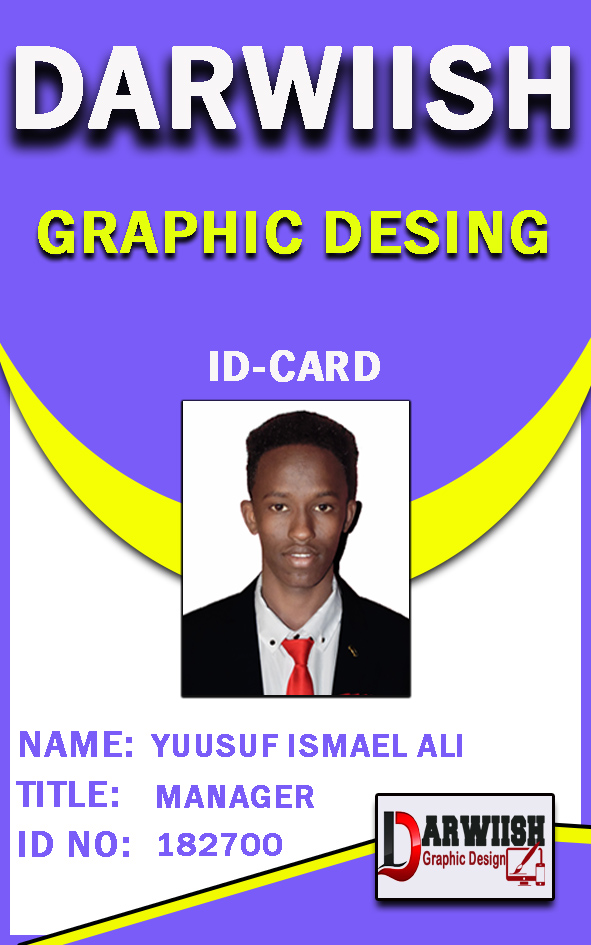 DARWIISH
GRAPHIC DESING
ID-CARD
NAME: YUUSUF ISMAEL ALI
TITLE: MANAGER
ID NO: 182700
DARWIISH
Graphic Design